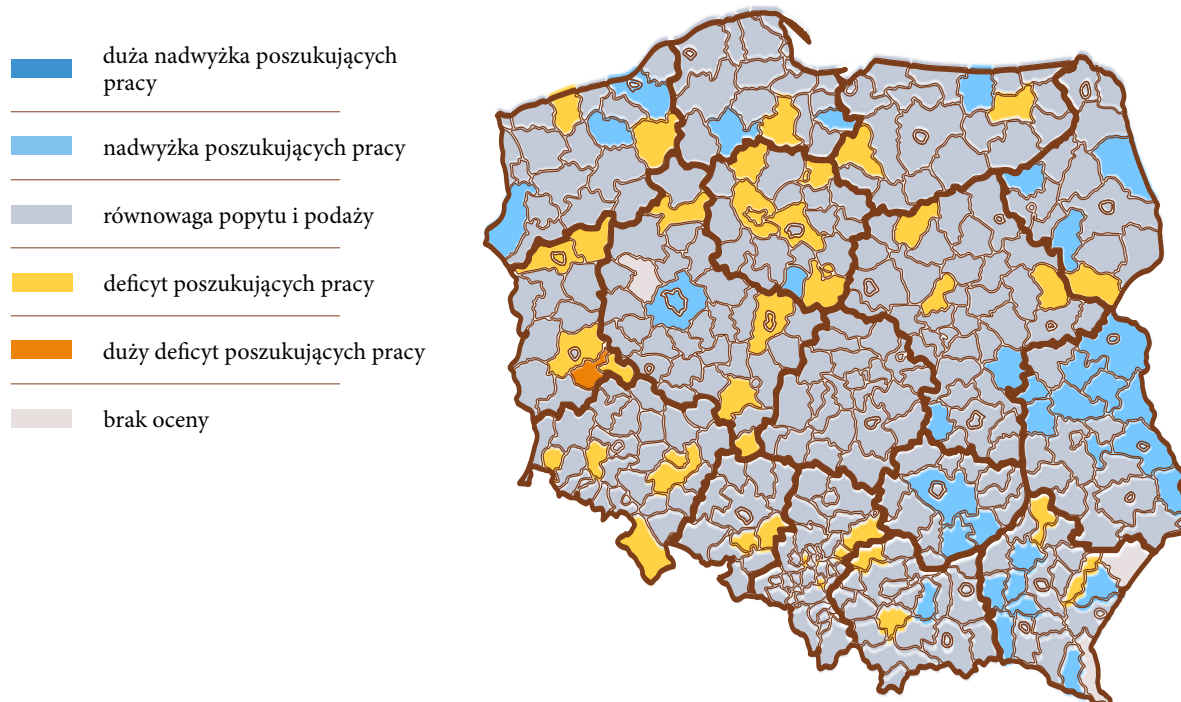 duża nadwyżka poszukujących
pracy
nadwyżka poszukujących pracy
równowaga popytu i podaży
deficyt poszukujących pracy
duży deficyt poszukujących pracy
brak oceny